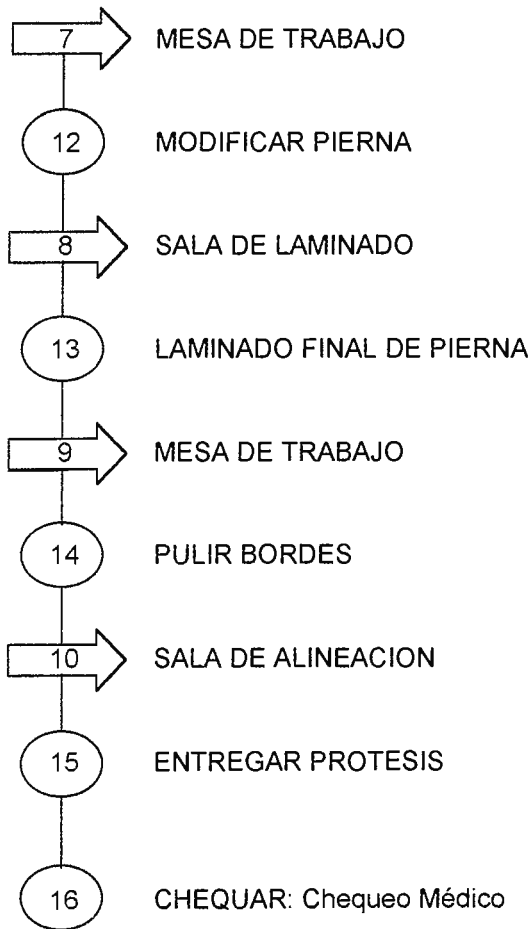 7 MESA DE TRABAJO
12 MODIFICAR PIERNA
8 SALA DE LAMINADO
13 LAMINADO FINAL DE PIERNA
9 MESA DE TRABAJO
14 PULIR BORDES
10 SALA DE ALINEACION
15 ENTREGAR PROTESIS
16 CHEQUAR: Chequeo Médico